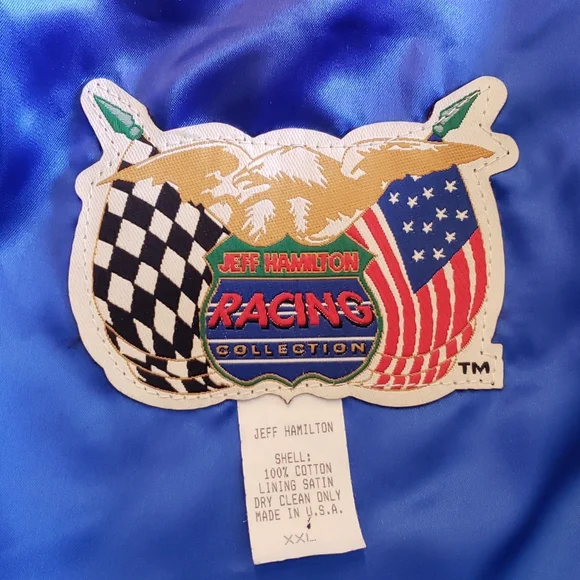 JEFF HAMILTON
RACING
COLLECTION
TM
JEFF HAMILTON
SHELL:
100% COTTON
LINING SATIN
DRY CLEAN ONLY
MADE IN U.S.A.
XXL